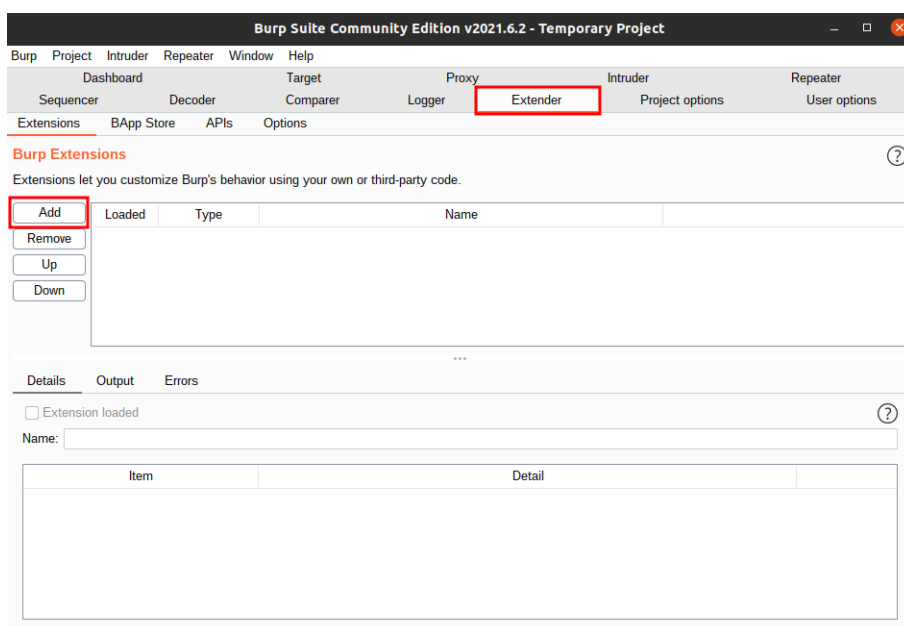 Burp Suite Community Edition v2021.6.2 - Temporary Project
Burp Project Intruder Repeater Window Help
Dashboard Target Proxy Intruder Repeater
Sequencer Decoder Comparer Logger Extender Project options User options
Extensions BApp Store APIs Options
Burp Extensions
?
Extensions let you customize Burp's behavior using your own or third-party code.
Add Loaded Type Name
Remove
Up
Down
Details Output Errors
Extension loaded
?
Name:
Item Detail